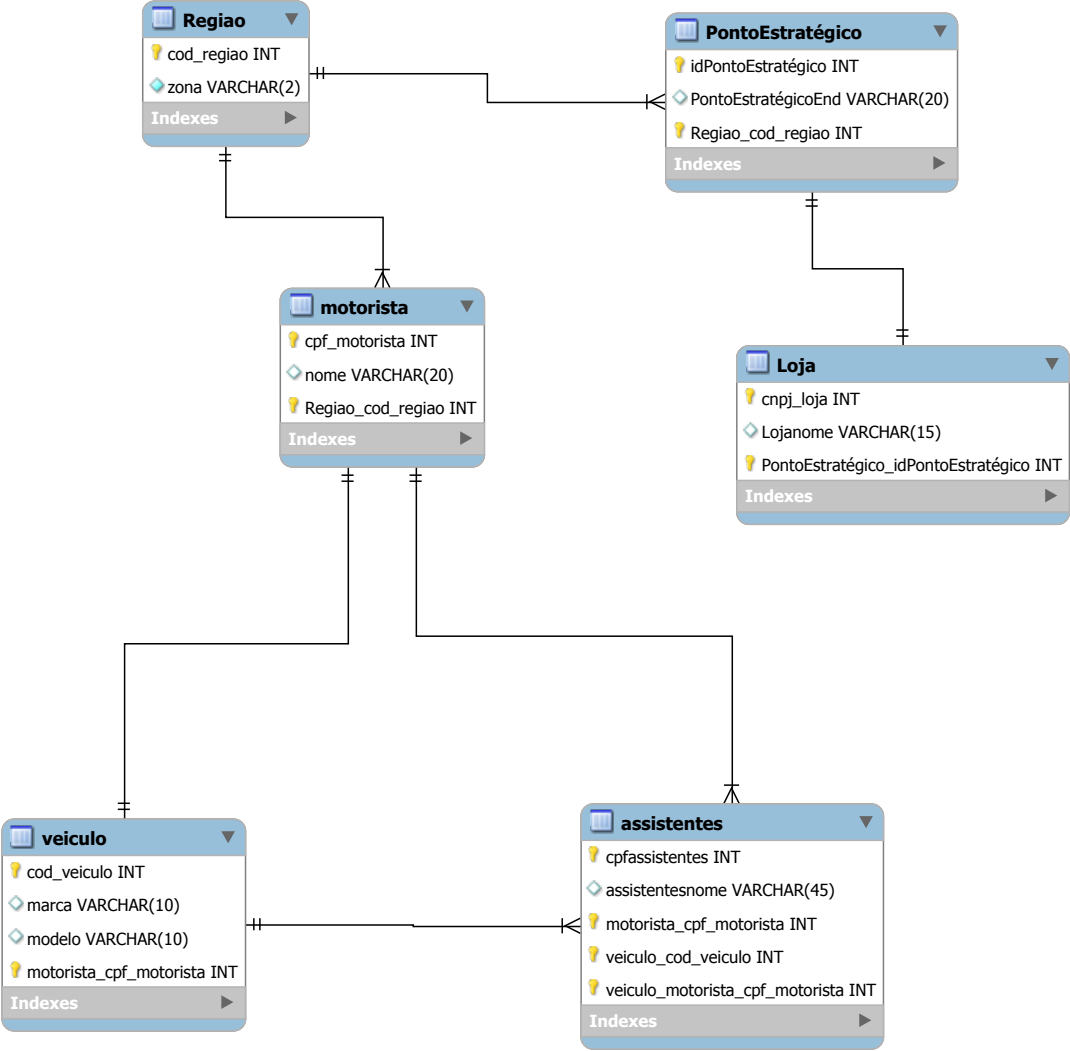 Regiao
cod_regiao INT
zona VARCHAR(2)
Indexes
PontoEstratégico
idPontoEstratégico INT
PontoEstratégicoEnd VARCHAR(20)
Regiao_cod_regiao INT
Indexes
motorista
cpf_motorista INT
nome VARCHAR(20)
Regiao_cod_regiao INT
Indexes
Loja
cnpj_loja INT
Lojanome VARCHAR(15)
PontoEstratégico_idPontoEstratégico INT
Indexes
veiculo
cod_veiculo INT
marca VARCHAR(10)
modelo VARCHAR(10)
motorista_cpf_motorista INT
Indexes
assistentes
cpfassistentes INT
assistentesnome VARCHAR(45)
motorista_cpf_motorista INT
veiculo_cod_veiculo INT
veiculo_motorista_cpf_motorista INT
Indexes